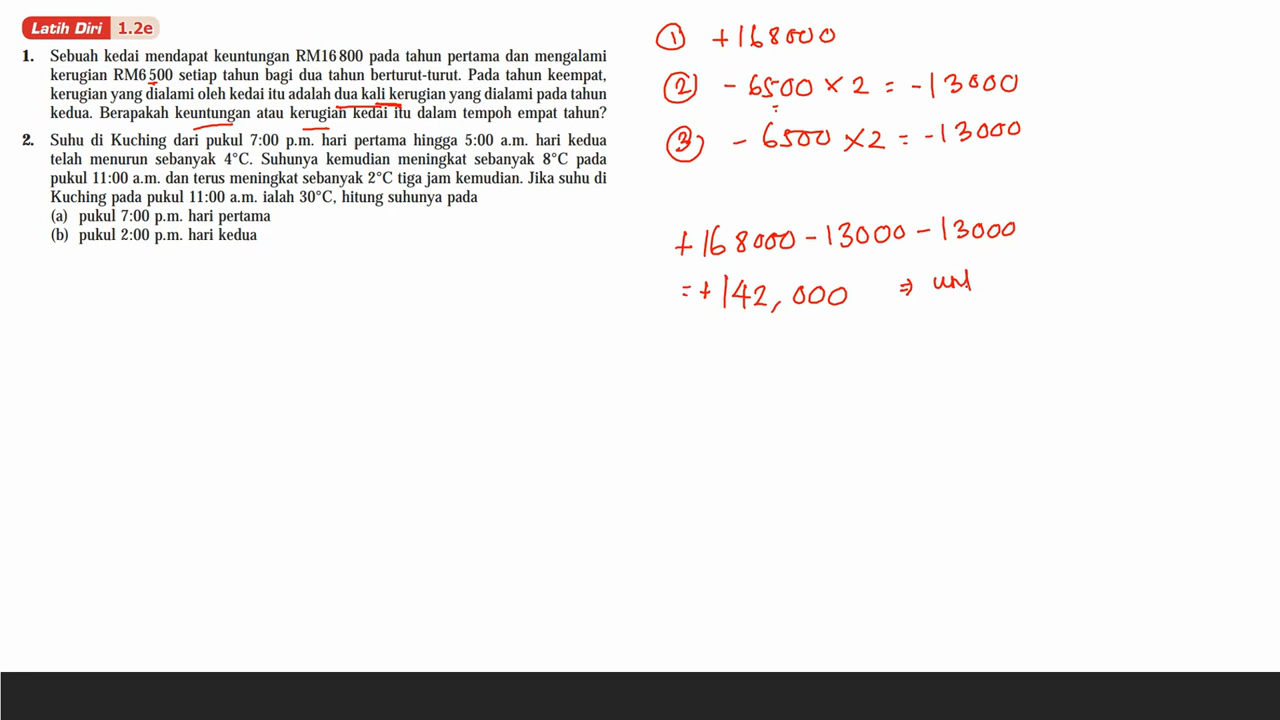 Latih Diri 1.2e
1. Sebuah kedai mendapat keuntungan RM16 800 pada tahun pertama dan mengalami
kerugian RM6 500 setiap tahun bagi dua tahun berturut-turut. Pada tahun keempat,
kerugian yang dialami oleh kedai itu adalah dua kali kerugian yang dialami pada tahun
kedua. Berapakah keuntungan atau kerugian kedai itu dalam tempoh empat tahun?
2. Suhu di Kuching dari pukul 7:00 p.m. hari pertama hingga 5:00 a.m. hari kedua
telah menurun sebanyak 4°C. Suhunya kemudian meningkat sebanyak 8°C pada
pukul 11:00 a.m. dan terus meningkat sebanyak 2°C tiga jam kemudian. Jika suhu di
Kuching pada pukul 11:00 a.m. ialah 30°C, hitung suhunya pada
(a) pukul 7:00 p.m. hari pertama
(b) pukul 2:00 p.m. hari kedua
① +168000
② -6500 × 2 = -13000
③ -6500 × 2 = -13000
+168000 - 13000 - 13000
= +142,000 ⇒ unt